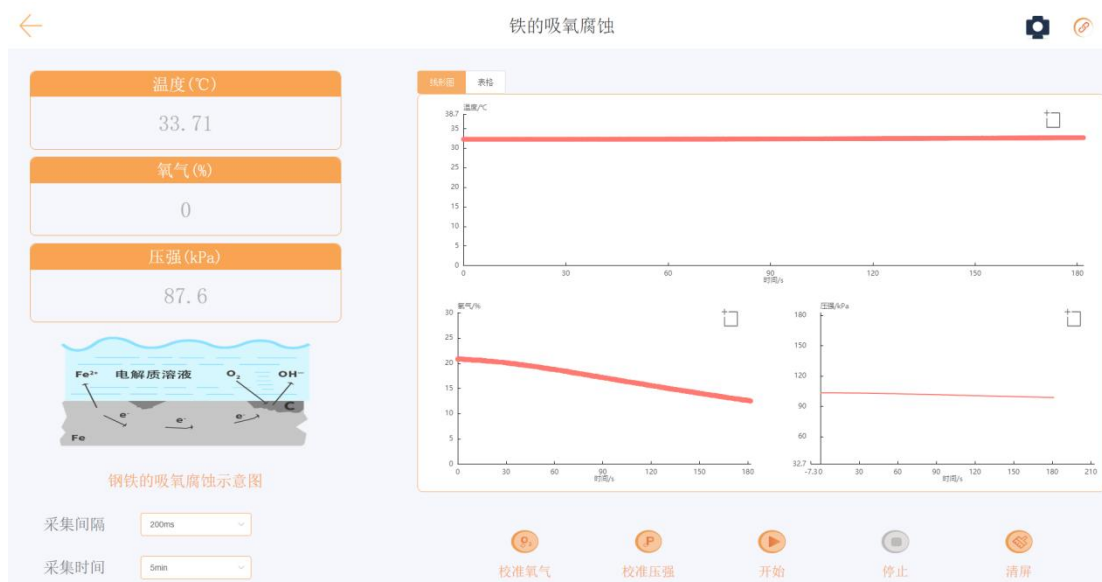 铁的吸氧腐蚀
温度(℃)
33.71
氧气(%)
0
压强(kPa)
87.6
Fe²⁺ 电解质溶液 O₂ OH⁻
e⁻ e⁻ e⁻ C
Fe
钢铁的吸氧腐蚀示意图
采集间隔 200ms
采集时间 5min
线形图 表格
温度/℃
38.7
35
30
25
20
15
10
5
0
0 30 60 90 120 150 180
时间/s
氧气/%
30
25
20
15
10
5
0
0 30 60 90 120 150 180
时间/s
压强/kPa
180
150
120
90
60
32.7
-7.3 0 30 60 90 120 150 180 210
时间/s
O₂ P
校准氧气 校准压强 开始 停止 清屏